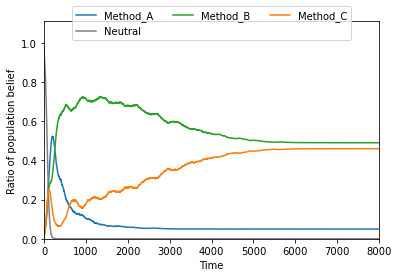 Method_A Method_B Method_C
Neutral
1.0
0.8
0.6
0.4
0.2
0.0
Ratio of population belief
0 1000 2000 3000 4000 5000 6000 7000 8000
Time